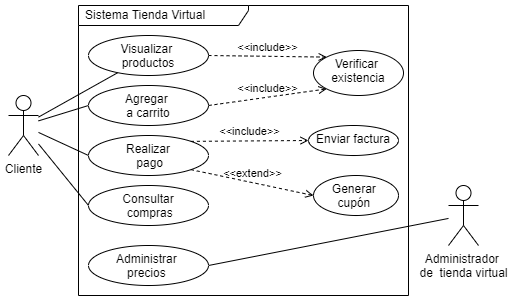 Sistema Tienda Virtual
Visualizar
productos
<<include>>
Verificar
existencia
Agregar
a carrito
<<include>>
Realizar
pago
<<include>>
Enviar factura
<<extend>>
Generar
cupón
Consultar
compras
Administrar
precios
Cliente
Administrador
de tienda virtual